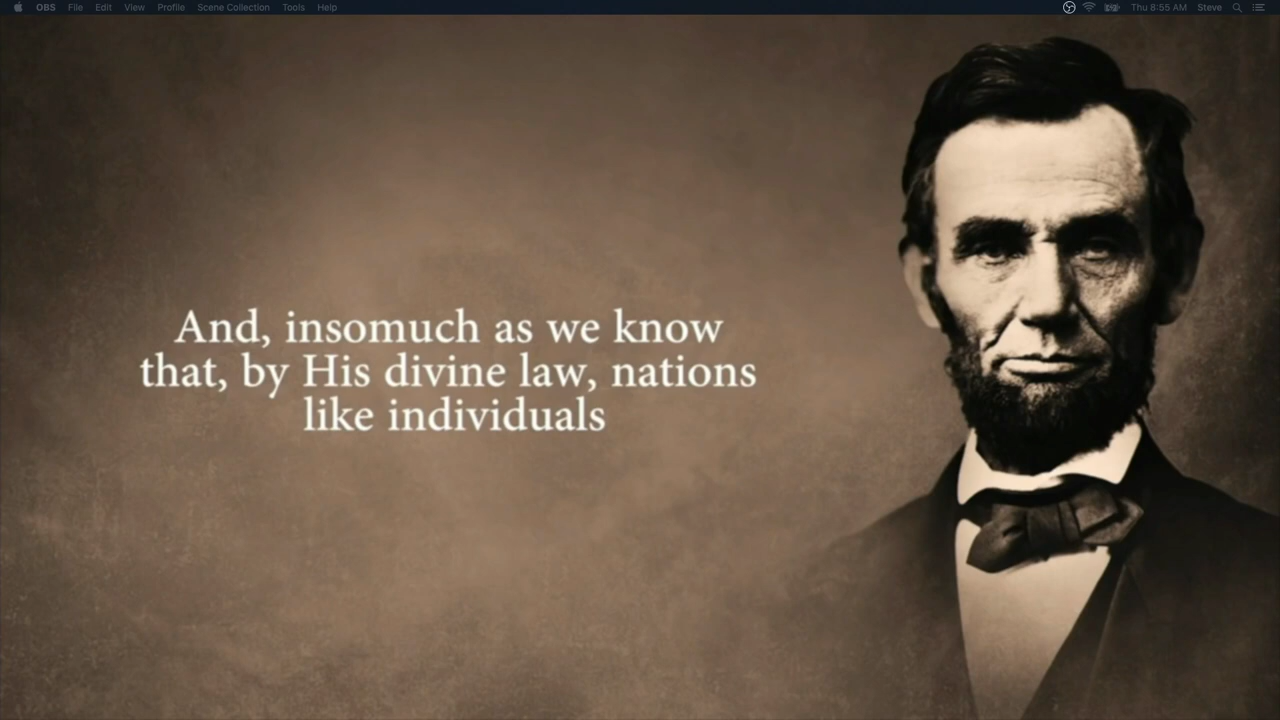 OBS File Edit View Profile Scene Collection Tools Help Thu 8:55 AM Steve
And, insomuch as we know
that, by His divine law, nations
like individuals